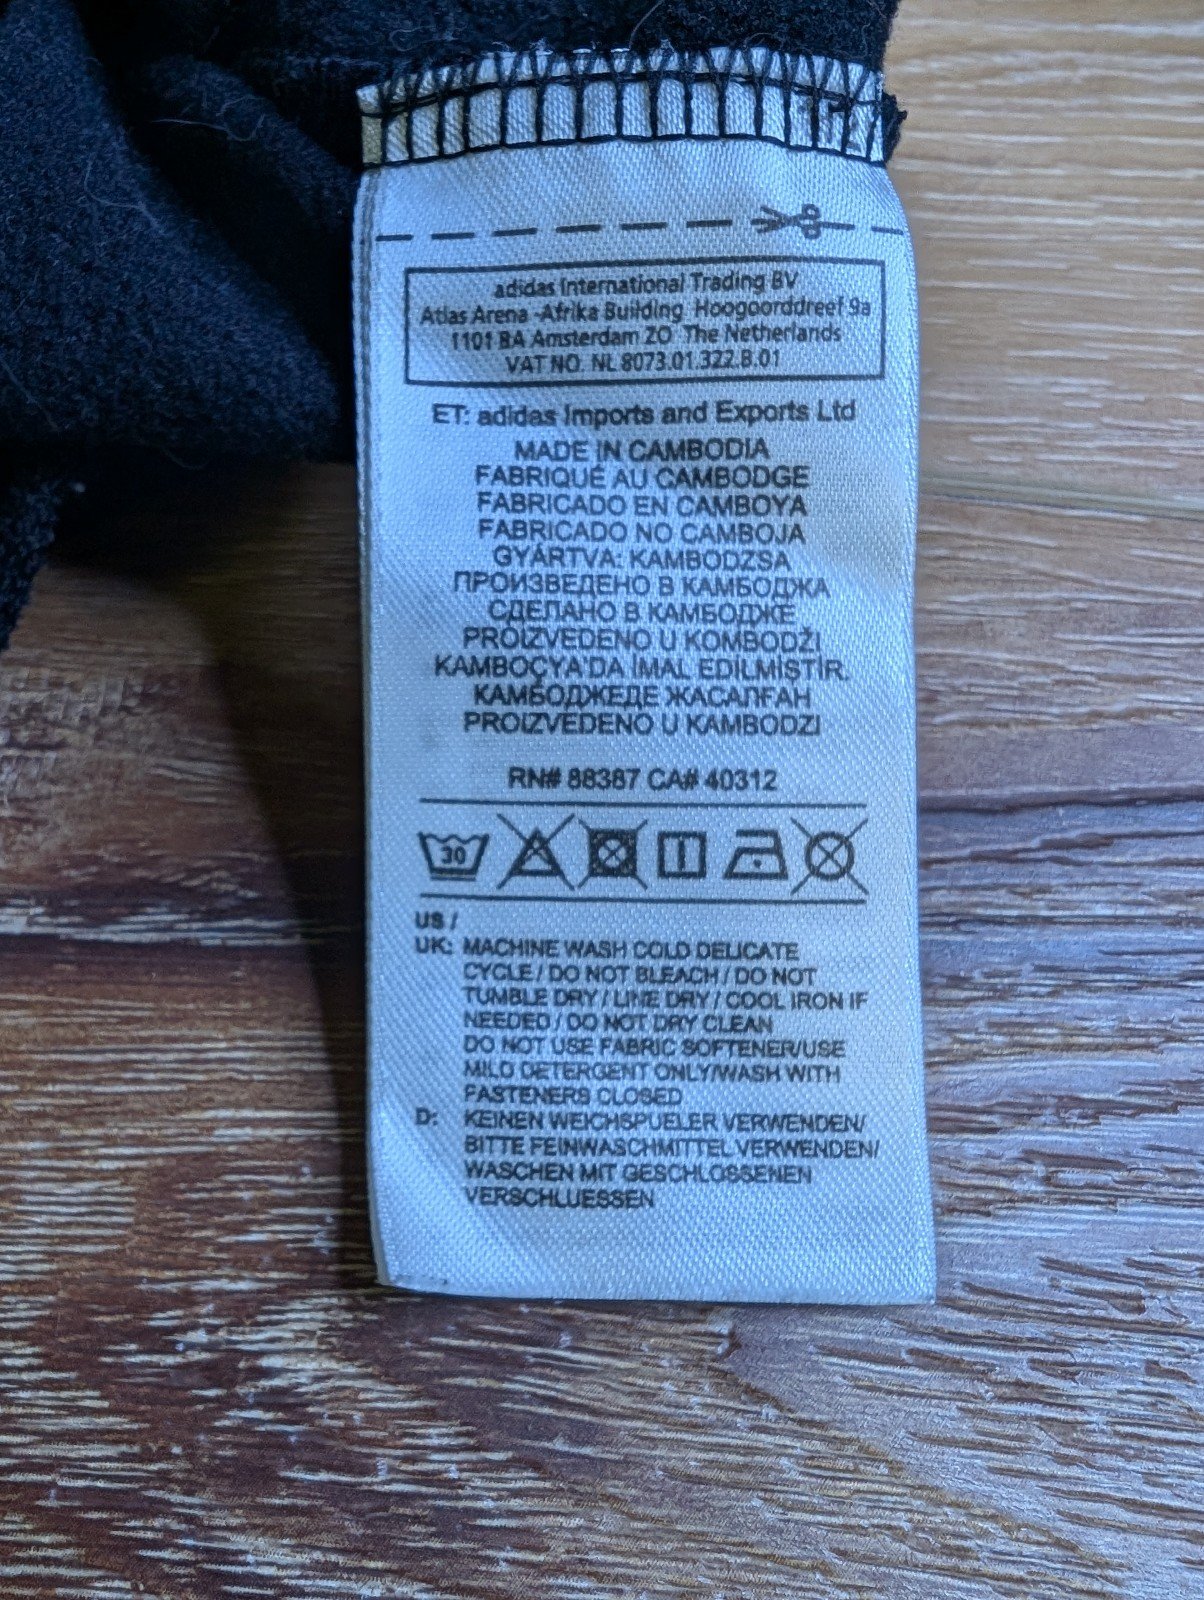 adidas International Trading BV
Atlas Arena -Afrika Building, Hoogoorddreef 9a
1101 BA Amsterdam ZO The Netherlands
VAT NO. NL 8073.01.322.B.01
ET: adidas Imports and Exports Ltd
MADE IN CAMBODIA
FABRIQUÉ AU CAMBODGE
FABRICADO EN CAMBOYA
FABRICADO NO CAMBOJA
GYÁRTVA: KAMBODZSA
ПРОИЗВЕДЕНО В КАМБОДЖА
СДЕЛАНО В КАМБОДЖЕ
PROIZVEDENO U KOMBODŽI
KAMBOÇYA'DA İMAL EDILMISTİR.
КАМБОДЖЕДЕ ЖАСАЛҒАН
PROIZVEDENO U KAMBODZI
RN# 88387 CA# 40312
30
US /
UK: MACHINE WASH COLD DELICATE
CYCLE / DO NOT BLEACH / DO NOT
TUMBLE DRY / LINE DRY / COOL IRON IF
NEEDED / DO NOT DRY CLEAN
DO NOT USE FABRIC SOFTENER/USE
MILD DETERGENT ONLY/WASH WITH
FASTENERS CLOSED
D: KEINEN WEICHSPUELER VERWENDEN/
BITTE FEINWASCHMITTEL VERWENDEN/
WASCHEN MIT GESCHLOSSENEN
VERSCHLUESSEN